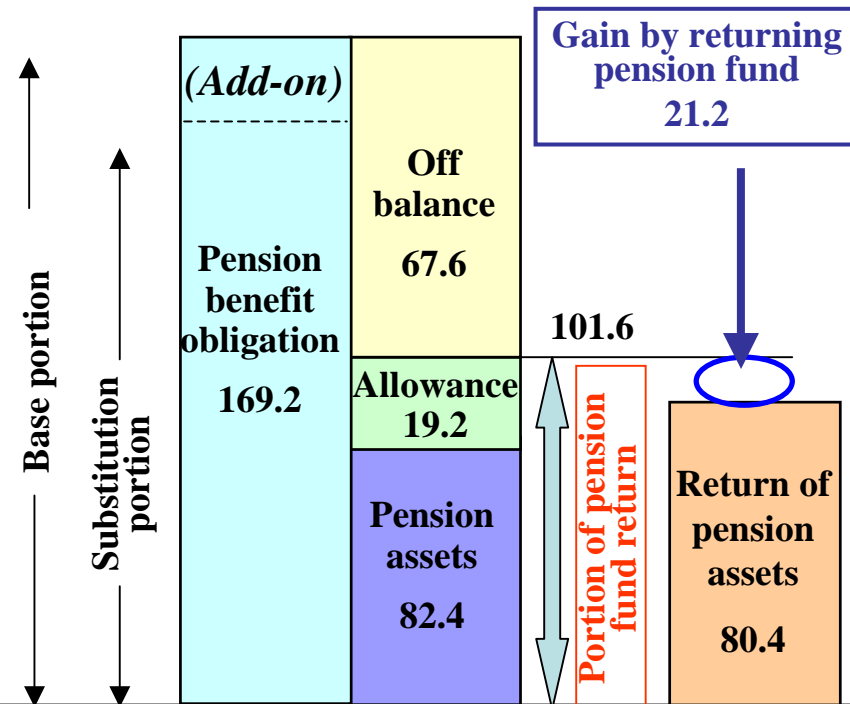 Base portion
Substitution
portion
(Add-on)
Pension
benefit
obligation
169.2
Off
balance
67.6
Allowance
19.2
Pension
assets
82.4
Gain by returning
pension fund
21.2
101.6
Portion of pension
fund return
Return of
pension
assets
80.4